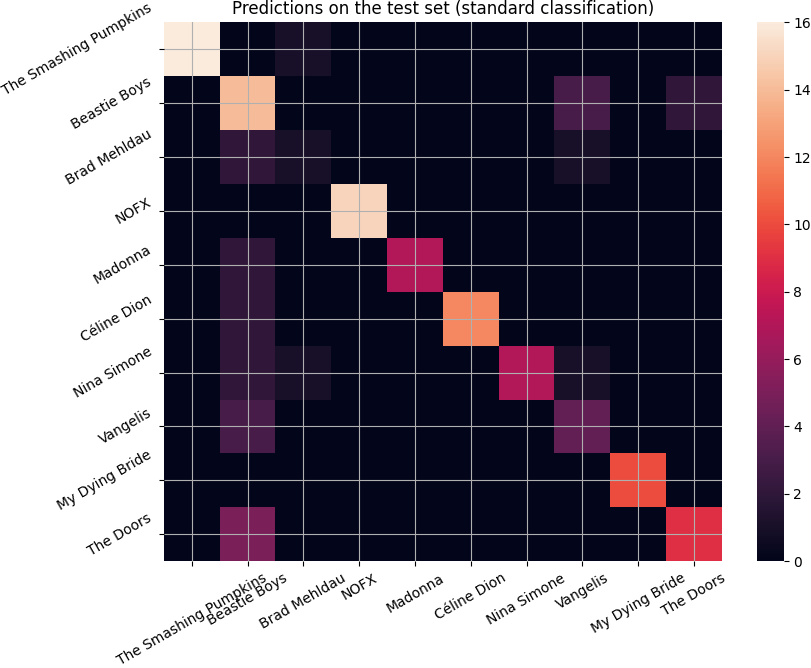 Predictions on the test set (standard classification)
The Smashing Pumpkins
Beastie Boys
Brad Mehldau
NOFX
Madonna
Céline Dion
Nina Simone
Vangelis
My Dying Bride
The Doors
The Smashing Pumpkins
Beastie Boys
Brad Mehldau
NOFX
Madonna
Céline Dion
Nina Simone
Vangelis
My Dying Bride
The Doors
16
14
12
10
8
6
4
2
0